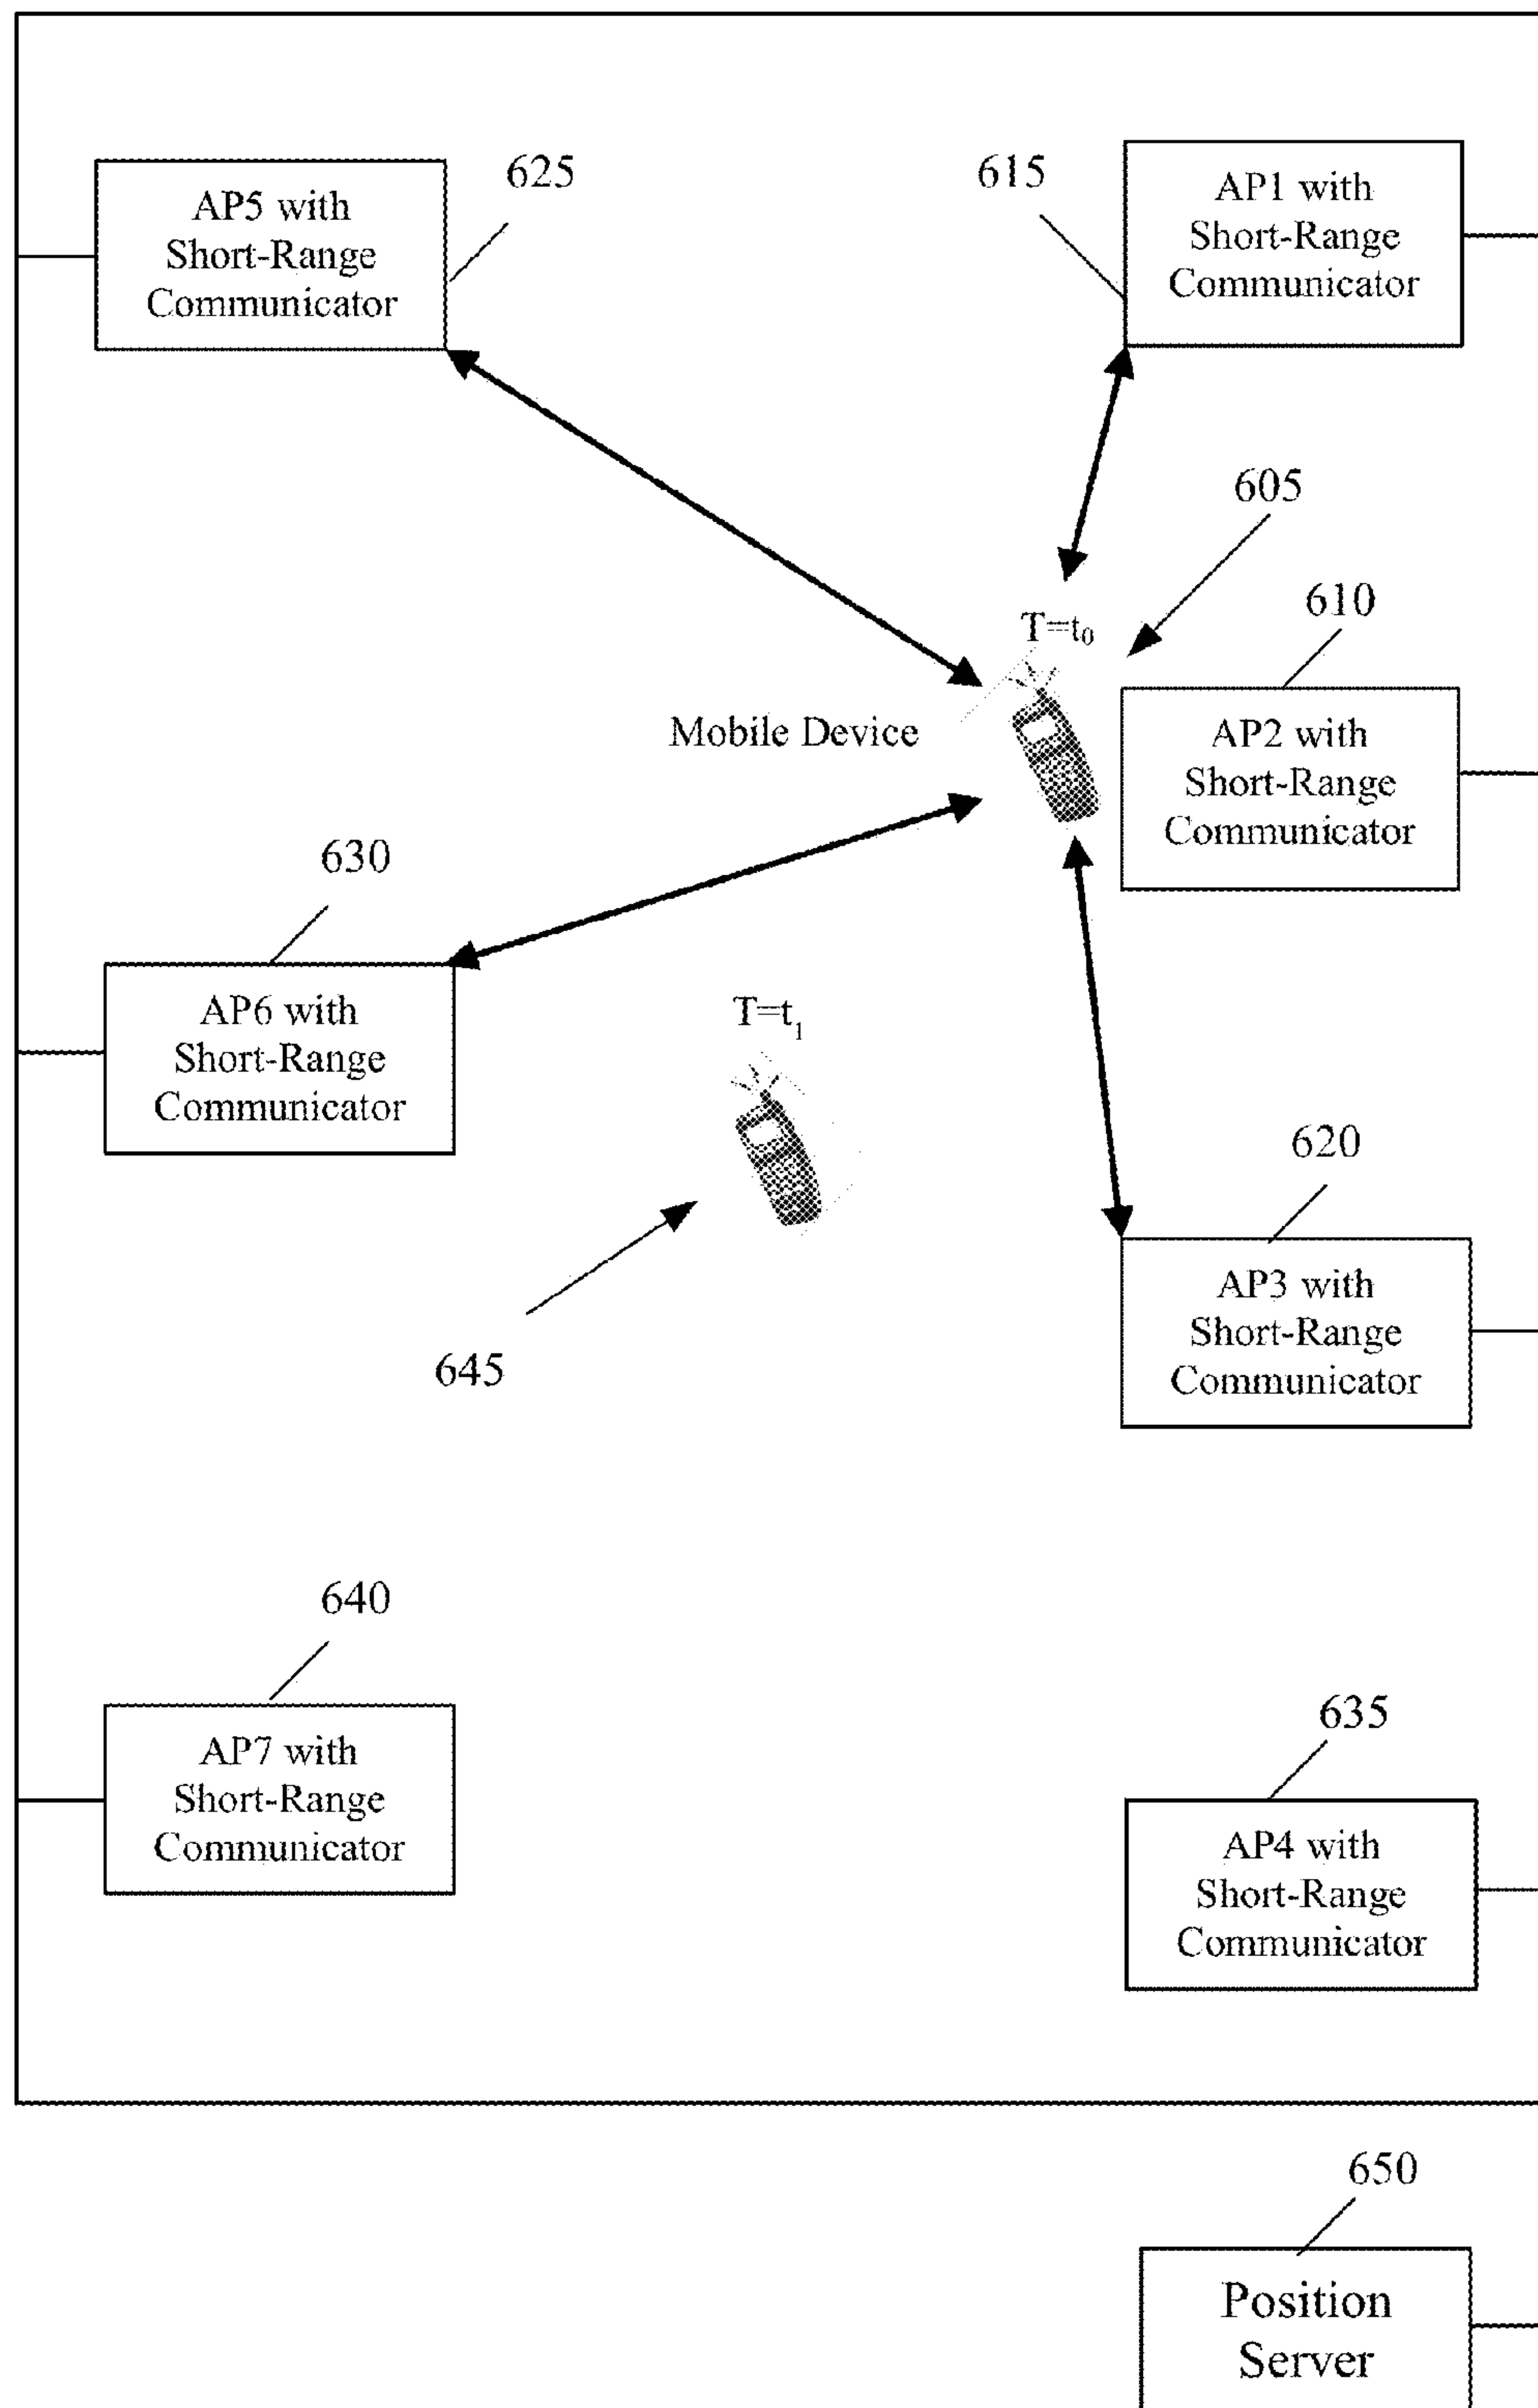 625
615
AP5 with
Short-Range
Communicator
AP1 with
Short-Range
Communicator
605
610
T=t₀
Mobile Device
AP2 with
Short-Range
Communicator
630
AP6 with
Short-Range
Communicator
T=t₁
620
645
AP3 with
Short-Range
Communicator
640
AP7 with
Short-Range
Communicator
635
AP4 with
Short-Range
Communicator
650
Position
Server